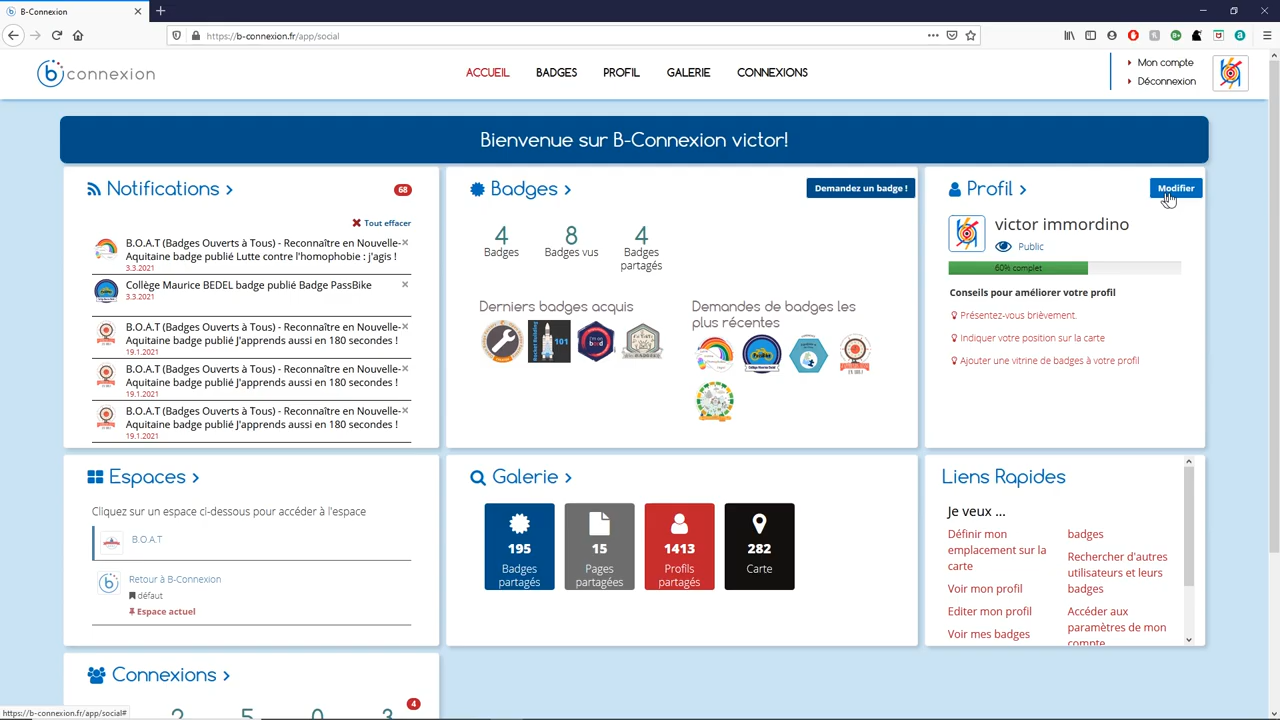 B-Connexion
https://b-connexion.fr/app/social
b connexion
ACCUEIL BADGES PROFIL GALERIE CONNEXIONS
Mon compte
Déconnexion
Bienvenue sur B-Connexion victor!
Notifications
68
Tout effacer
B.O.A.T (Badges Ouverts à Tous) - Reconnaître en Nouvelle-
Aquitaine badge publié Lutte contre l'homophobie : j'agis !
3.3.2021
Collège Maurice BEDEL badge publié Badge PassBike
3.3.2021
B.O.A.T (Badges Ouverts à Tous) - Reconnaître en Nouvelle-
Aquitaine badge publié J'apprends aussi en 180 secondes !
19.1.2021
B.O.A.T (Badges Ouverts à Tous) - Reconnaître en Nouvelle-
Aquitaine badge publié J'apprends aussi en 180 secondes !
19.1.2021
B.O.A.T (Badges Ouverts à Tous) - Reconnaître en Nouvelle-
Aquitaine badge publié J'apprends aussi en 180 secondes !
19.1.2021
Badges
Demandez un badge !
4
Badges
8
Badges vus
4
Badges
partagés
Derniers badges acquis
101
Demandes de badges les
plus récentes
Profil
Modifier
victor immordino
Public
60% complet
Conseils pour améliorer votre profil
Présentez-vous brièvement.
Indiquer votre position sur la carte
Ajouter une vitrine de badges à votre profil
Espaces
Cliquez sur un espace ci-dessous pour accéder à l'espace
B.O.A.T
Retour à B-Connexion
défaut
Espace actuel
Galerie
195
Badges
partagés
15
Pages
partagées
1413
Profils
partagés
282
Carte
Liens Rapides
Je veux ...
Définir mon
emplacement sur la
carte
Voir mon profil
Editer mon profil
Voir mes badges
badges
Rechercher d'autres
utilisateurs et leurs
badges
Accéder aux
paramètres de mon
compte
Connexions
4
2 5 0 3
https://b-connexion.fr/app/social#